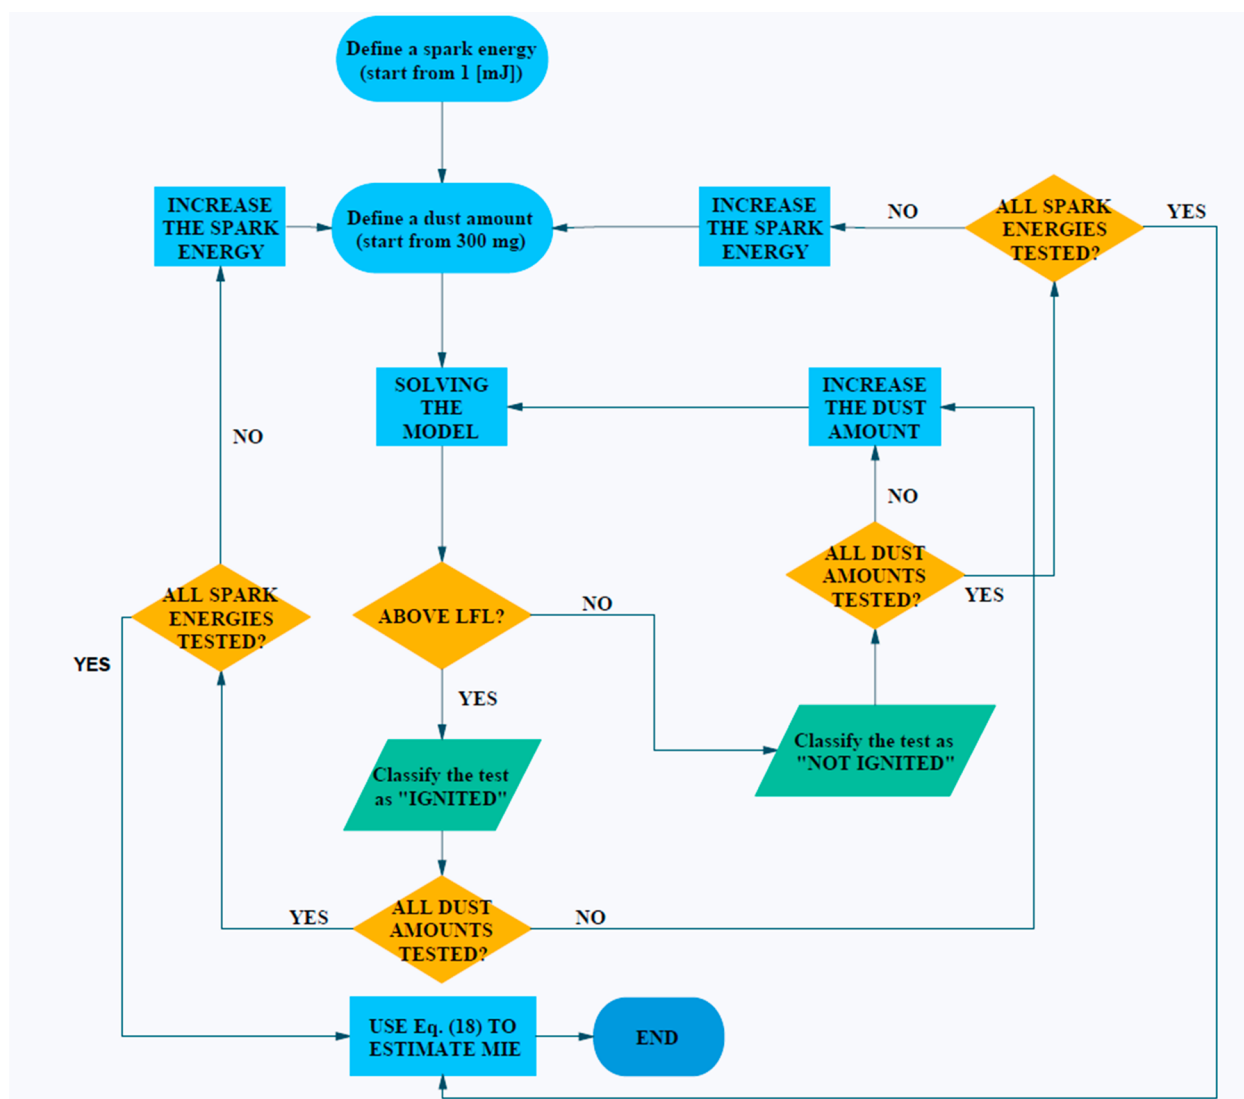 Define a spark energy
(start from 1 [mJ])
INCREASE
THE SPARK
ENERGY
Define a dust amount
(start from 300 mg)
INCREASE
THE SPARK
ENERGY
NO
ALL SPARK
ENERGIES
TESTED?
YES
SOLVING
THE
MODEL
INCREASE
THE DUST
AMOUNT
NO
NO
ALL DUST
AMOUNTS
TESTED?
YES
ALL SPARK
ENERGIES
TESTED?
ABOVE LFL?
NO
YES
YES
Classify the test as
"NOT IGNITED"
Classify the test
as "IGNITED"
YES
ALL DUST
AMOUNTS
TESTED?
NO
USE Eq. (18) TO
ESTIMATE MIE
END